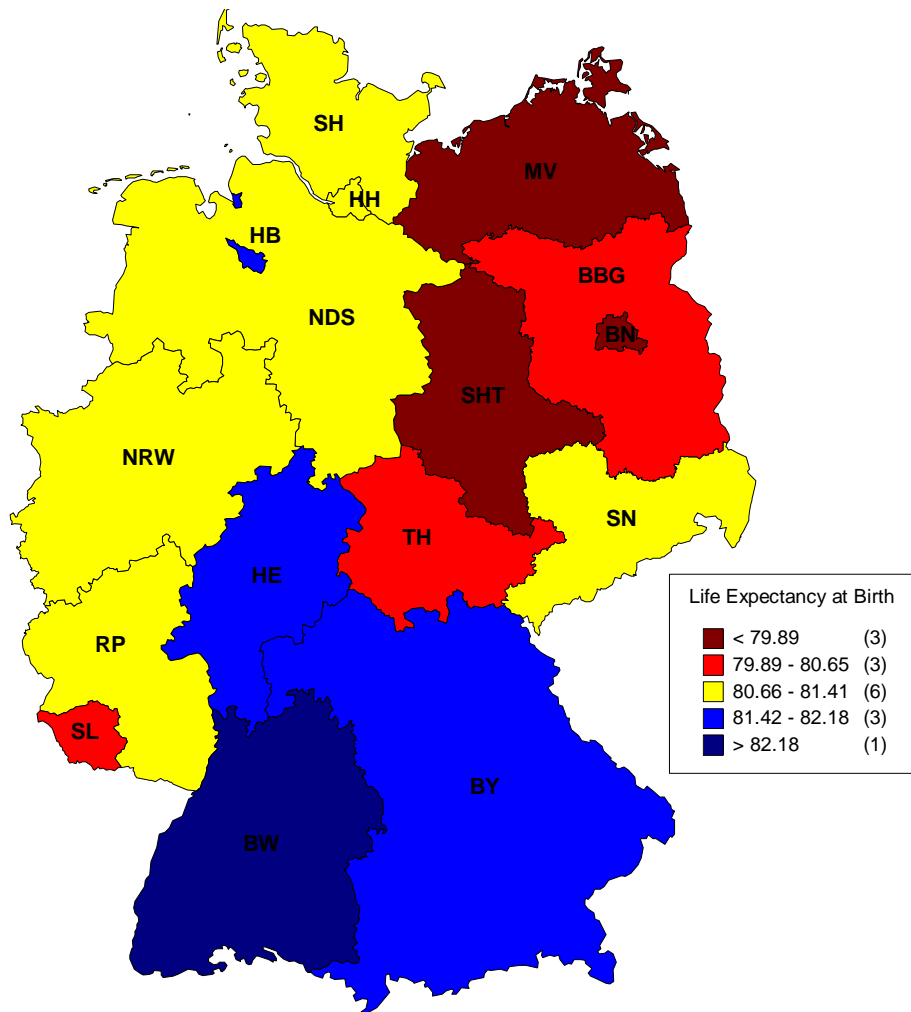 SH
MV
HH
HB
BBG
NDS
BN
SHT
NRW
SN
TH
HE
Life Expectancy at Birth
RP
< 79.89 (3)
79.89 - 80.65 (3)
80.66 - 81.41 (6)
81.42 - 82.18 (3)
> 82.18 (1)
SL
BY
BW